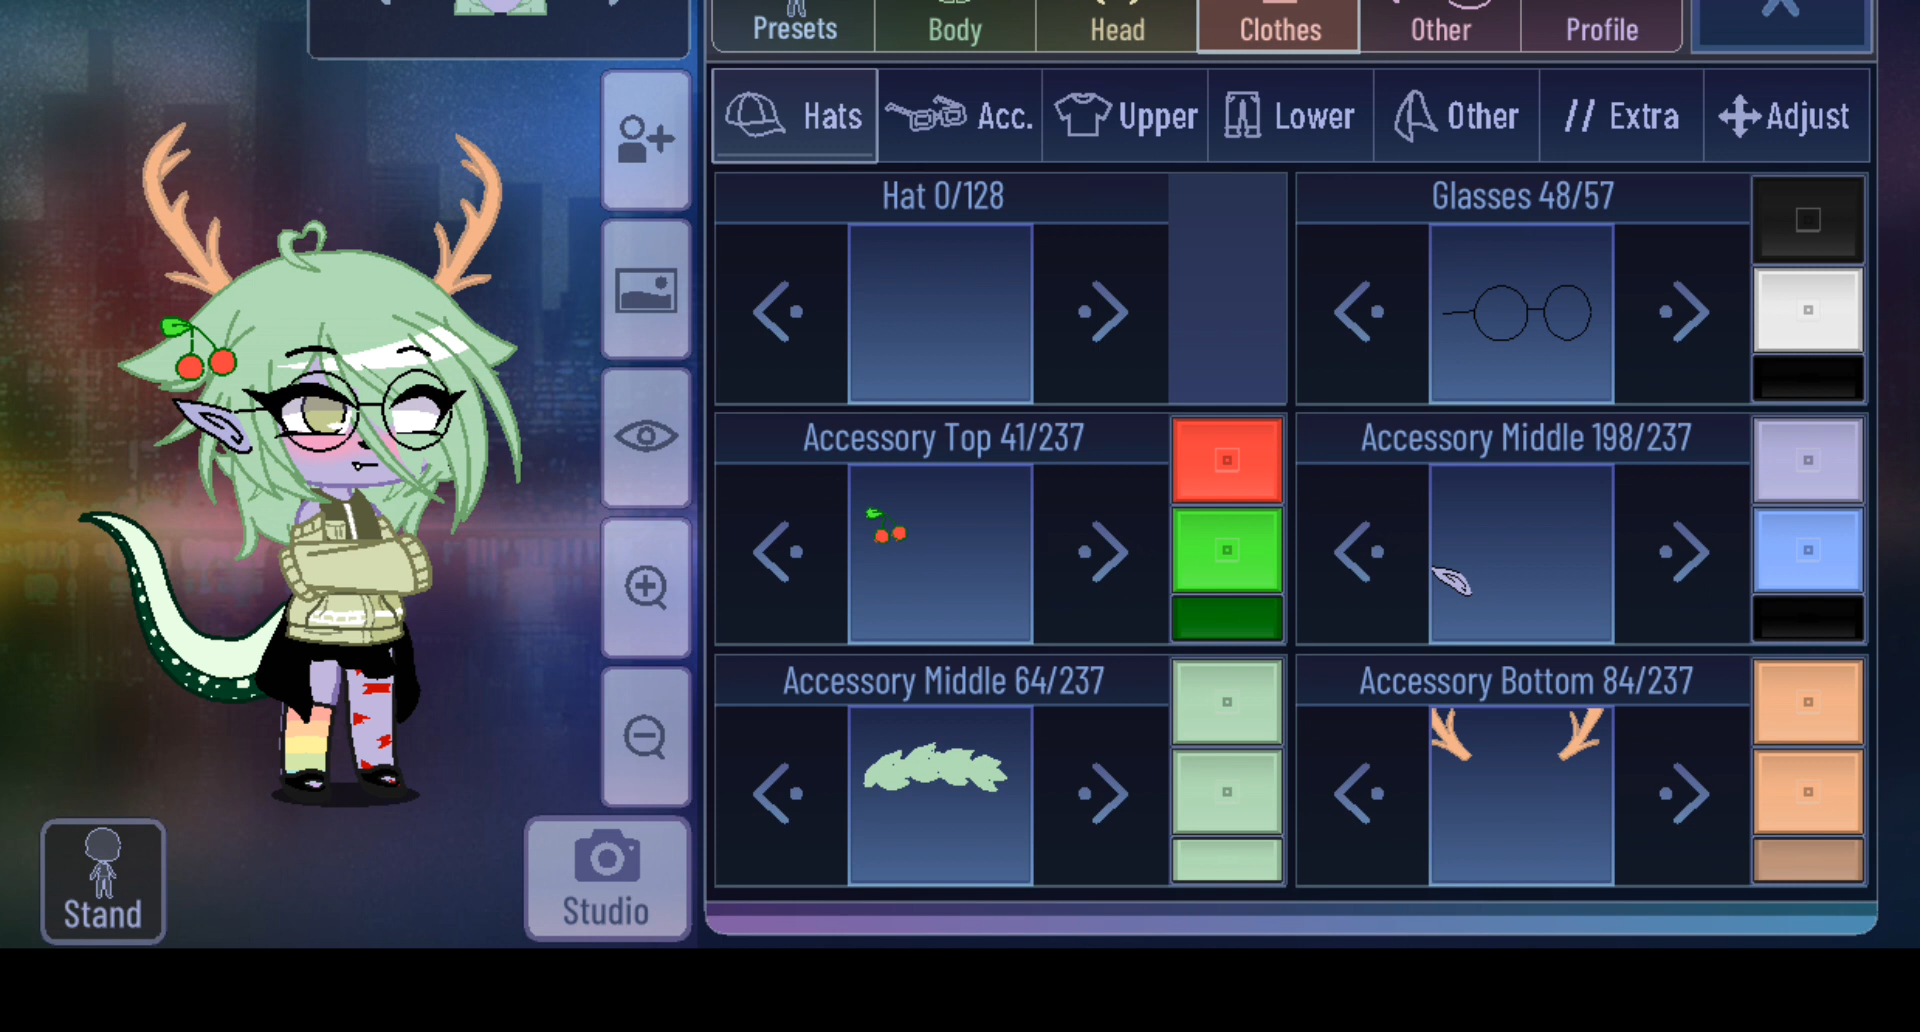 Presets
Body
Head
Clothes
Other
Profile
Hats
Acc.
Upper
Lower
Other
// Extra
Adjust
Hat 0/128
Glasses 48/57
Accessory Top 41/237
Accessory Middle 198/237
Accessory Middle 64/237
Accessory Bottom 84/237
Stand
Studio